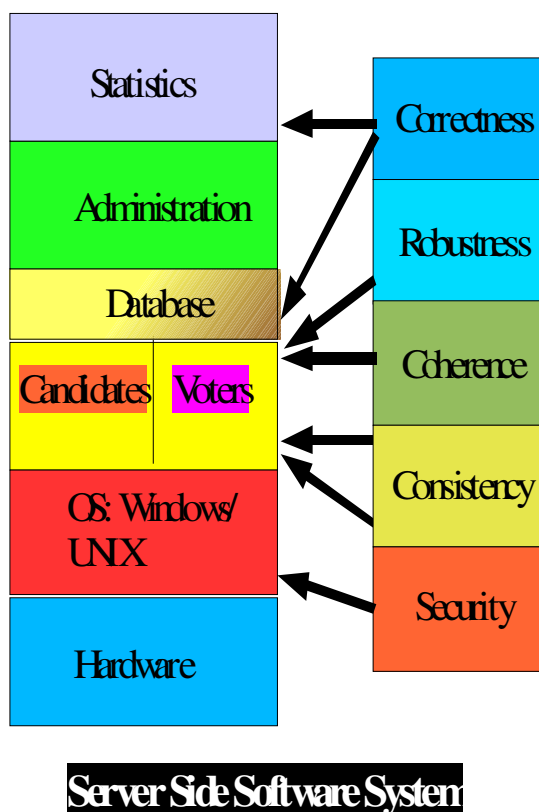 Statistics
Administration
Database
Candidates
Voters
OS: Windows/
UNIX
Hardware
Correctness
Robustness
Coherence
Consistency
Security
Server Side Software System